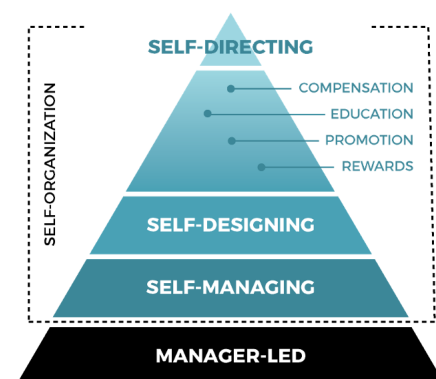 SELF-DIRECTING
COMPENSATION
EDUCATION
PROMOTION
REWARDS
SELF-ORGANIZATION
SELF-DESIGNING
SELF-MANAGING
MANAGER-LED